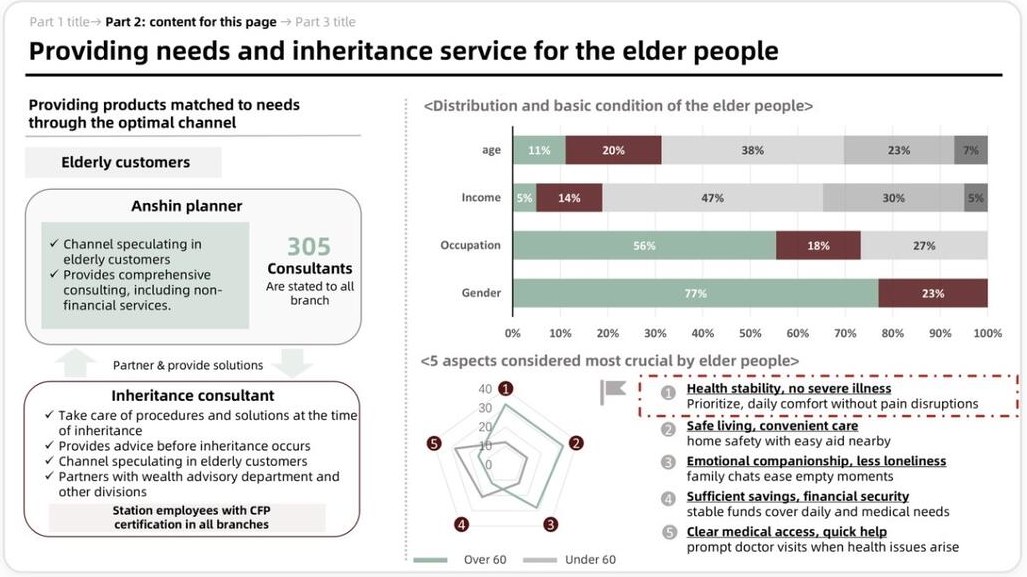 Part 1 title→ Part 2: content for this page → Part 3 title
Providing needs and inheritance service for the elder people
Providing products matched to needs
through the optimal channel
Elderly customers
Anshin planner
✓ Channel speculating in
elderly customers
✓ Provides comprehensive
consulting, including non-
financial services.
305
Consultants
Are stated to all
branch
Partner & provide solutions
Inheritance consultant
✓ Take care of procedures and solutions at the time
of inheritance
✓ Provides advice before inheritance occurs
✓ Channel speculating in elderly customers
✓ Partners with wealth advisory department and
other divisions
Station employees with CFP
certification in all branches
<Distribution and basic condition of the elder people>
age 11% 20% 38% 23% 7%
Income 5% 14% 47% 30% 5%
Occupation 56% 18% 27%
Gender 77% 23%
0% 10% 20% 30% 40% 50% 60% 70% 80% 90% 100%
<5 aspects considered most crucial by elder people>
40
30
20
10
0
1
2
3
4
5
Over 60 Under 60
1 Health stability, no severe illness
Prioritize, daily comfort without pain disruptions
2 Safe living, convenient care
home safety with easy aid nearby
3 Emotional companionship, less loneliness
family chats ease empty moments
4 Sufficient savings, financial security
stable funds cover daily and medical needs
5 Clear medical access, quick help
prompt doctor visits when health issues arise